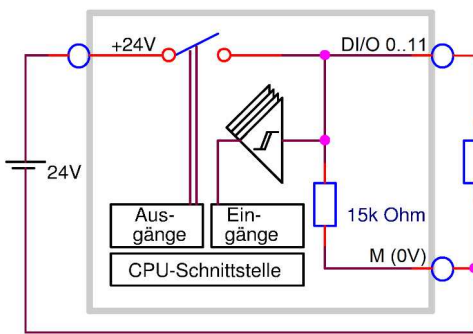 +24V
DI/O 0..11
24V
15k Ohm
Aus-
gänge
Ein-
gänge
M (0V)
CPU-Schnittstelle